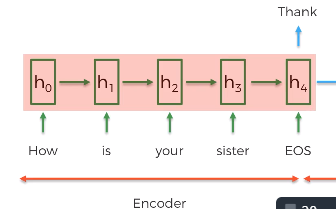 Thank
h0 h1 h2 h3 h4
How is your sister EOS
Encoder